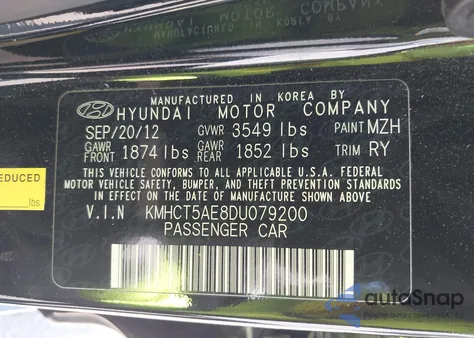 MANUFACTURED IN KOREA BY
HYUNDAI MOTOR COMPANY
SEP/20/12 GVWR 3549 lbs PAINT MZH
GAWR FRONT 1874 lbs GAWR REAR 1852 lbs TRIM RY
THIS VEHICLE CONFORMS TO ALL APPLICABLE U.S.A. FEDERAL
MOTOR VEHICLE SAFETY, BUMPER, AND THEFT PREVENTION STANDARDS
IN EFFECT ON THE DATE OF MANUFACTURE SHOWN ABOVE.
V.I.N KMHCT5AE8DU079200
PASSENGER CAR
EDUCED
lbs
autoSnap